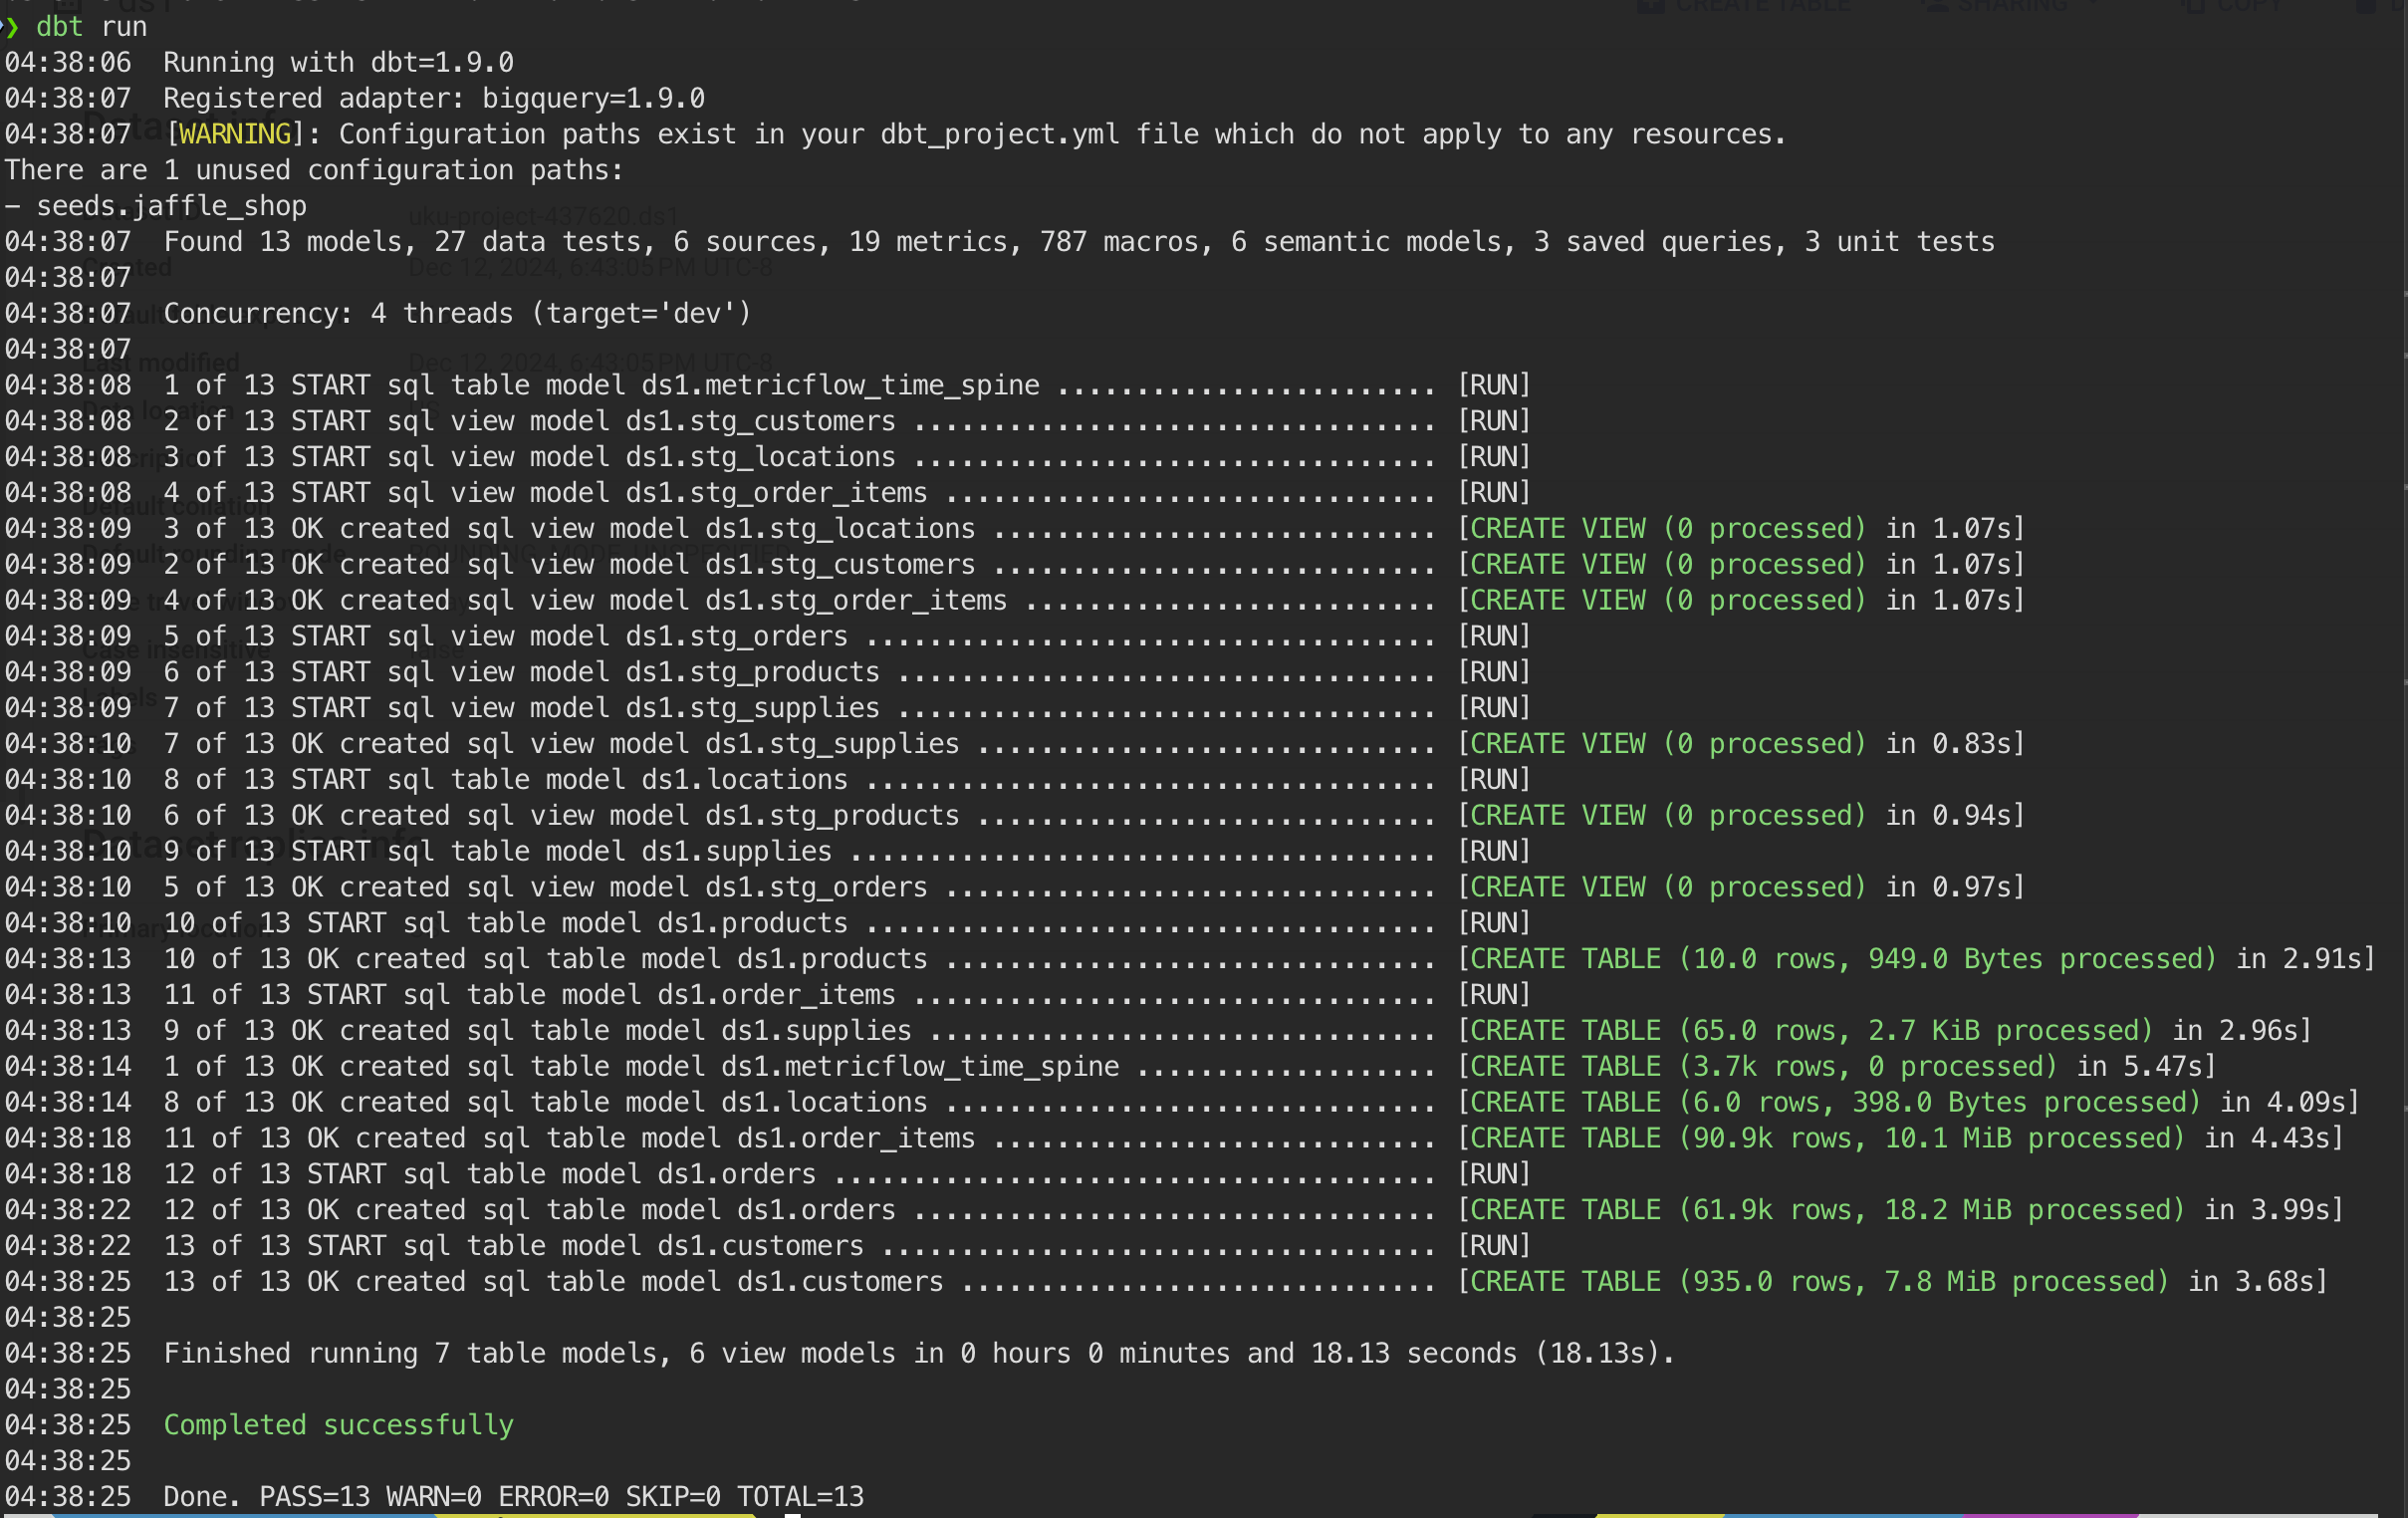 ❯ dbt run
04:38:06  Running with dbt=1.9.0
04:38:07  Registered adapter: bigquery=1.9.0
04:38:07  [WARNING]: Configuration paths exist in your dbt_project.yml file which do not apply to any resources.
There are 1 unused configuration paths:
- seeds.jaffle_shop
04:38:07  Found 13 models, 27 data tests, 6 sources, 19 metrics, 787 macros, 6 semantic models, 3 saved queries, 3 unit tests
04:38:07
04:38:07  Concurrency: 4 threads (target='dev')
04:38:07
04:38:08  1 of 13 START sql table model ds1.metricflow_time_spine ........................ [RUN]
04:38:08  2 of 13 START sql view model ds1.stg_customers ................................. [RUN]
04:38:08  3 of 13 START sql view model ds1.stg_locations ................................. [RUN]
04:38:08  4 of 13 START sql view model ds1.stg_order_items ............................... [RUN]
04:38:09  3 of 13 OK created sql view model ds1.stg_locations ............................ [CREATE VIEW (0 processed) in 1.07s]
04:38:09  2 of 13 OK created sql view model ds1.stg_customers ............................ [CREATE VIEW (0 processed) in 1.07s]
04:38:09  4 of 13 OK created sql view model ds1.stg_order_items .......................... [CREATE VIEW (0 processed) in 1.07s]
04:38:09  5 of 13 START sql view model ds1.stg_orders .................................... [RUN]
04:38:09  6 of 13 START sql view model ds1.stg_products .................................. [RUN]
04:38:09  7 of 13 START sql view model ds1.stg_supplies .................................. [RUN]
04:38:10  7 of 13 OK created sql view model ds1.stg_supplies ............................. [CREATE VIEW (0 processed) in 0.83s]
04:38:10  8 of 13 START sql table model ds1.locations .................................... [RUN]
04:38:10  6 of 13 OK created sql view model ds1.stg_products ............................. [CREATE VIEW (0 processed) in 0.94s]
04:38:10  9 of 13 START sql table model ds1.supplies ..................................... [RUN]
04:38:10  5 of 13 OK created sql view model ds1.stg_orders ............................... [CREATE VIEW (0 processed) in 0.97s]
04:38:10  10 of 13 START sql table model ds1.products .................................... [RUN]
04:38:13  10 of 13 OK created sql table model ds1.products ............................... [CREATE TABLE (10.0 rows, 949.0 Bytes processed) in 2.91s]
04:38:13  11 of 13 START sql table model ds1.order_items ................................. [RUN]
04:38:13  9 of 13 OK created sql table model ds1.supplies ................................ [CREATE TABLE (65.0 rows, 2.7 KiB processed) in 2.96s]
04:38:14  1 of 13 OK created sql table model ds1.metricflow_time_spine ................... [CREATE TABLE (3.7k rows, 0 processed) in 5.47s]
04:38:14  8 of 13 OK created sql table model ds1.locations ............................... [CREATE TABLE (6.0 rows, 398.0 Bytes processed) in 4.09s]
04:38:18  11 of 13 OK created sql table model ds1.order_items ............................ [CREATE TABLE (90.9k rows, 10.1 MiB processed) in 4.43s]
04:38:18  12 of 13 START sql table model ds1.orders ...................................... [RUN]
04:38:22  12 of 13 OK created sql table model ds1.orders ................................. [CREATE TABLE (61.9k rows, 18.2 MiB processed) in 3.99s]
04:38:22  13 of 13 START sql table model ds1.customers ................................... [RUN]
04:38:25  13 of 13 OK created sql table model ds1.customers .............................. [CREATE TABLE (935.0 rows, 7.8 MiB processed) in 3.68s]
04:38:25
04:38:25  Finished running 7 table models, 6 view models in 0 hours 0 minutes and 18.13 seconds (18.13s).
04:38:25
04:38:25  Completed successfully
04:38:25
04:38:25  Done. PASS=13 WARN=0 ERROR=0 SKIP=0 TOTAL=13